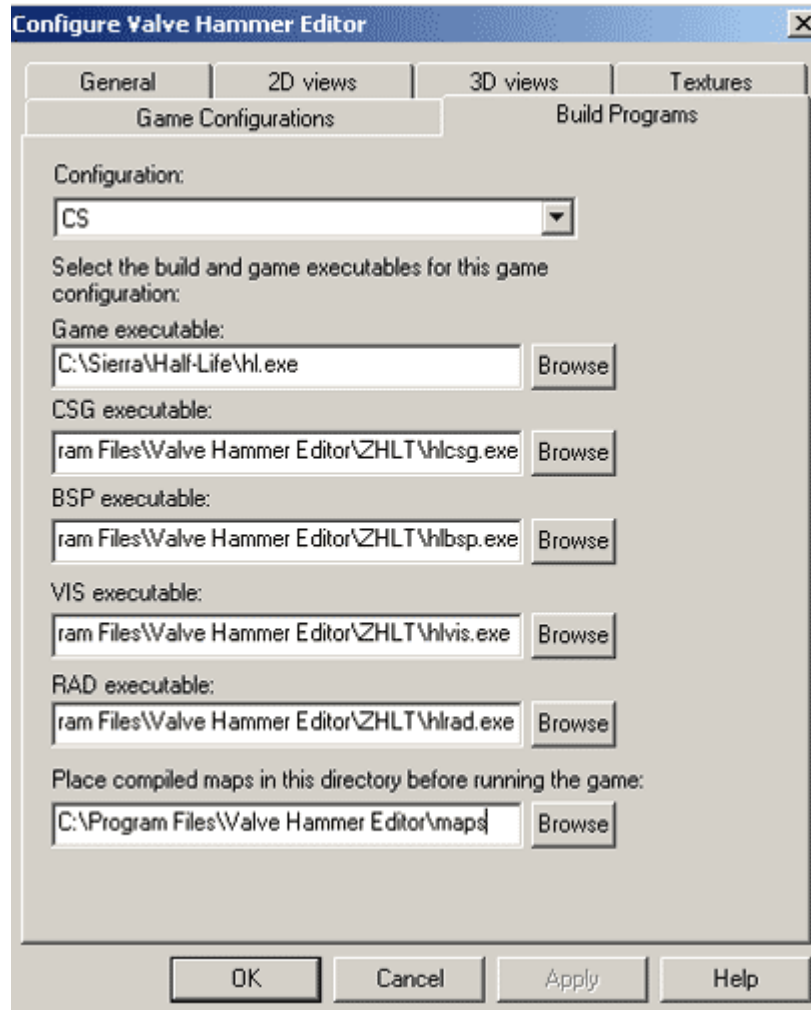 Configure Valve Hammer Editor
General 2D views 3D views Textures
Game Configurations Build Programs
Configuration:
CS
Select the build and game executables for this game
configuration:
Game executable:
C:\Sierra\Half-Life\hl.exe Browse
CSG executable:
ram Files\Valve Hammer Editor\ZHLT\hlcsg.exe Browse
BSP executable:
ram Files\Valve Hammer Editor\ZHLT\hlbsp.exe Browse
VIS executable:
ram Files\Valve Hammer Editor\ZHLT\hlvis.exe Browse
RAD executable:
ram Files\Valve Hammer Editor\ZHLT\hlrad.exe Browse
Place compiled maps in this directory before running the game:
C:\Program Files\Valve Hammer Editor\maps Browse
OK Cancel Apply Help